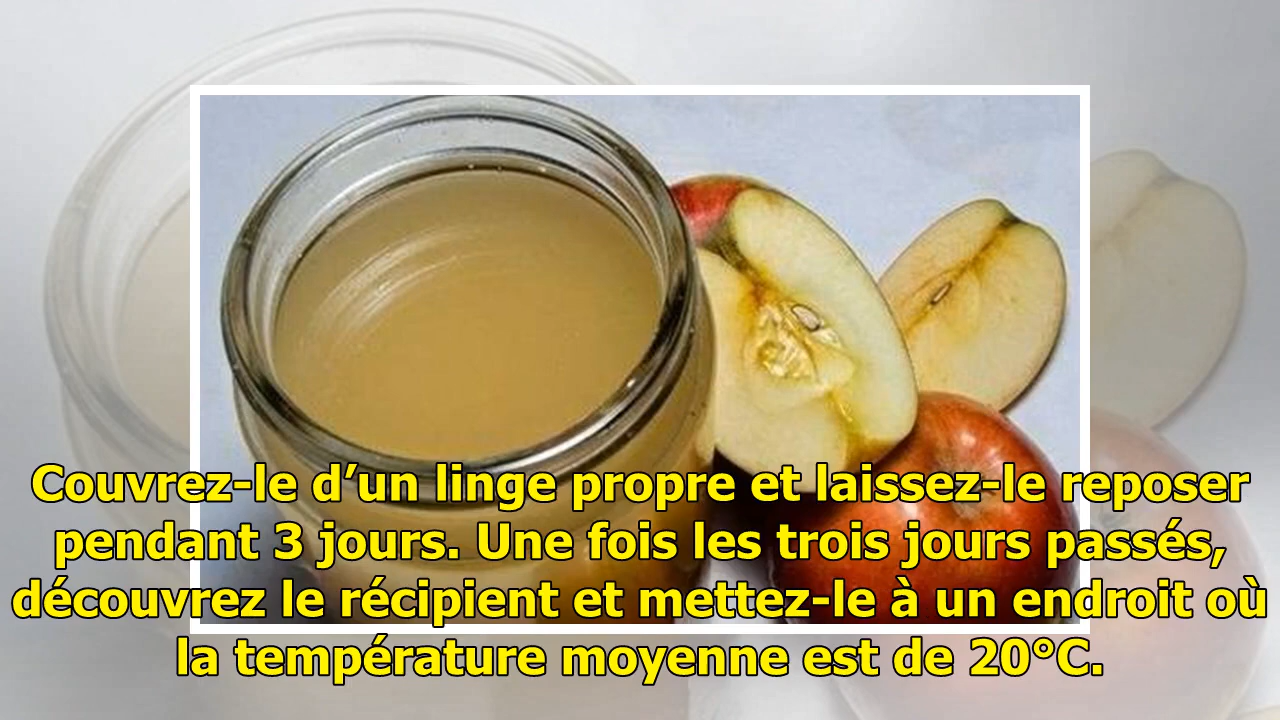 Couvrez-le d’un linge propre et laissez-le reposer
pendant 3 jours. Une fois les trois jours passés,
découvrez le récipient et mettez-le à un endroit où
la température moyenne est de 20°C.